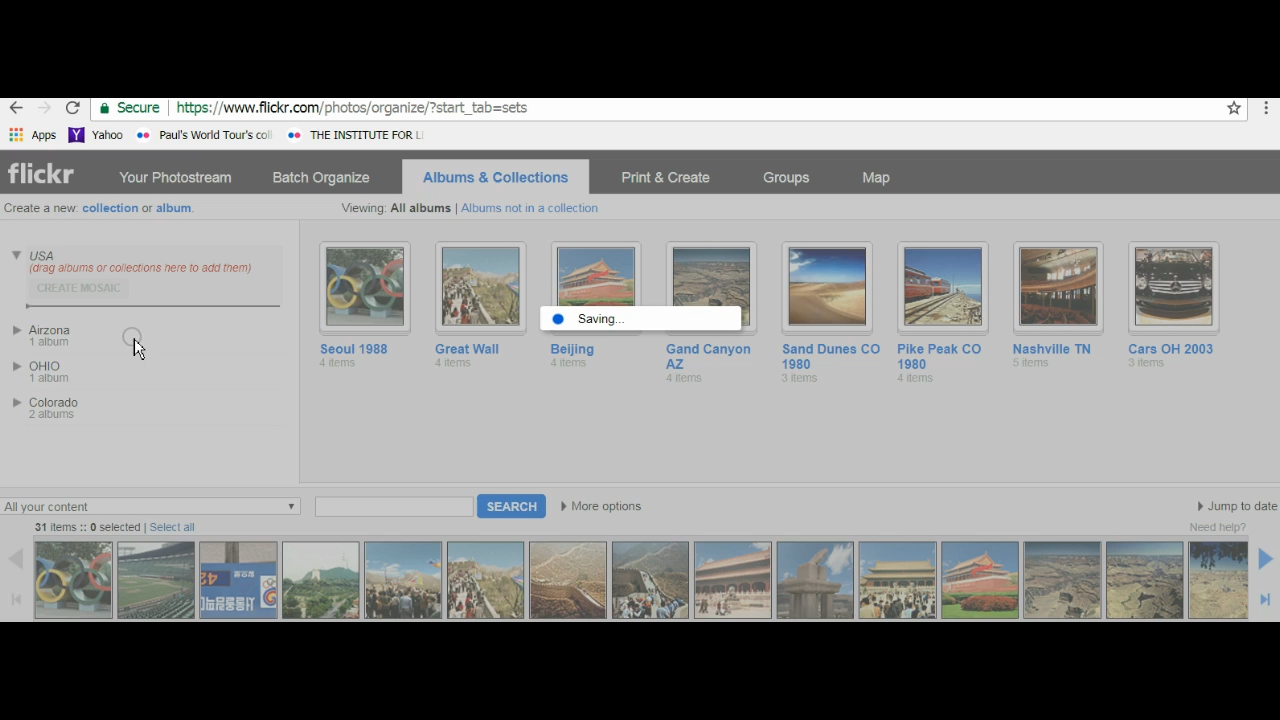 Secure https://www.flickr.com/photos/organize/?start_tab=sets
Apps Yahoo Paul's World Tour's coll THE INSTITUTE FOR LI
flickr Your Photostream Batch Organize Albums & Collections Print & Create Groups Map
Create a new: collection or album. Viewing: All albums | Albums not in a collection
USA
(drag albums or collections here to add them)
CREATE MOSAIC
Airzona
1 album
OHIO
1 album
Colorado
2 albums
Saving...
Seoul 1988
4 items
Great Wall
4 items
Beijing
4 items
Gand Canyon
AZ
4 items
Sand Dunes CO
1980
3 items
Pike Peak CO
1980
4 items
Nashville TN
5 items
Cars OH 2003
3 items
All your content SEARCH More options Jump to date
31 items :: 0 selected | Select all Need help?